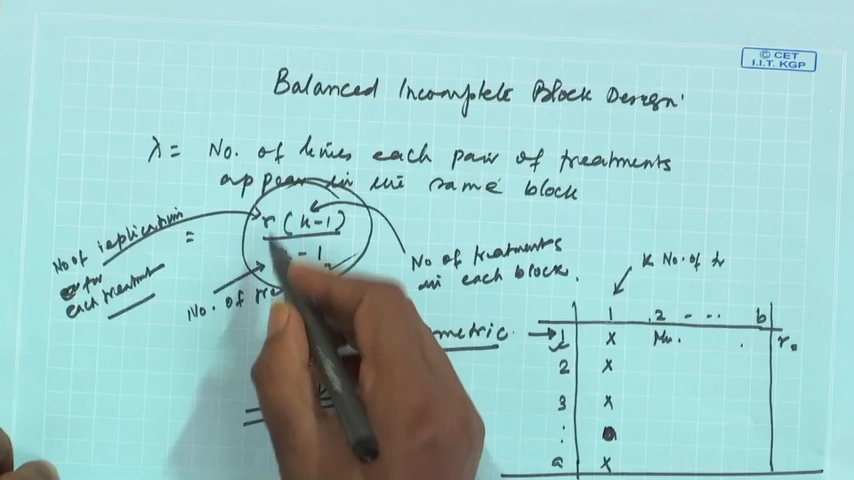 © CET
I.I.T. KGP
Balanced Incomplete Block Design
λ = No. of times each pair of treatments
appear in the same block
= r (k-1)
- 1
No of replication
for
each treatment
No. of
No of treatments
in each block.
metric.
k No. of
1 2 - - - b
1 x r
2 x
3 x
:
a x